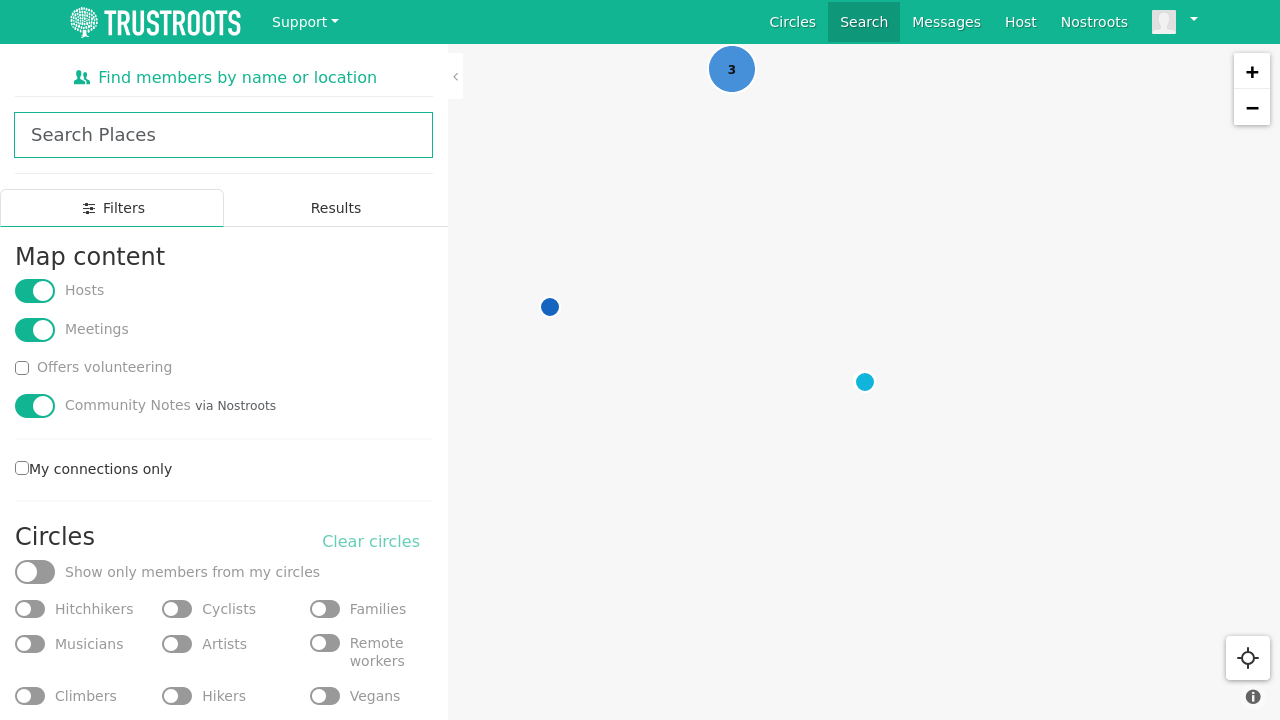 TRUSTROOTS
Support
Circles
Search
Messages
Host
Nostroots
Find members by name or location
Search Places
Filters
Results
Map content
Hosts
Meetings
Offers volunteering
Community Notes via Nostroots
My connections only
Circles
Clear circles
Show only members from my circles
Hitchhikers
Cyclists
Families
Musicians
Artists
Remote
workers
Climbers
Hikers
Vegans
3
+
−